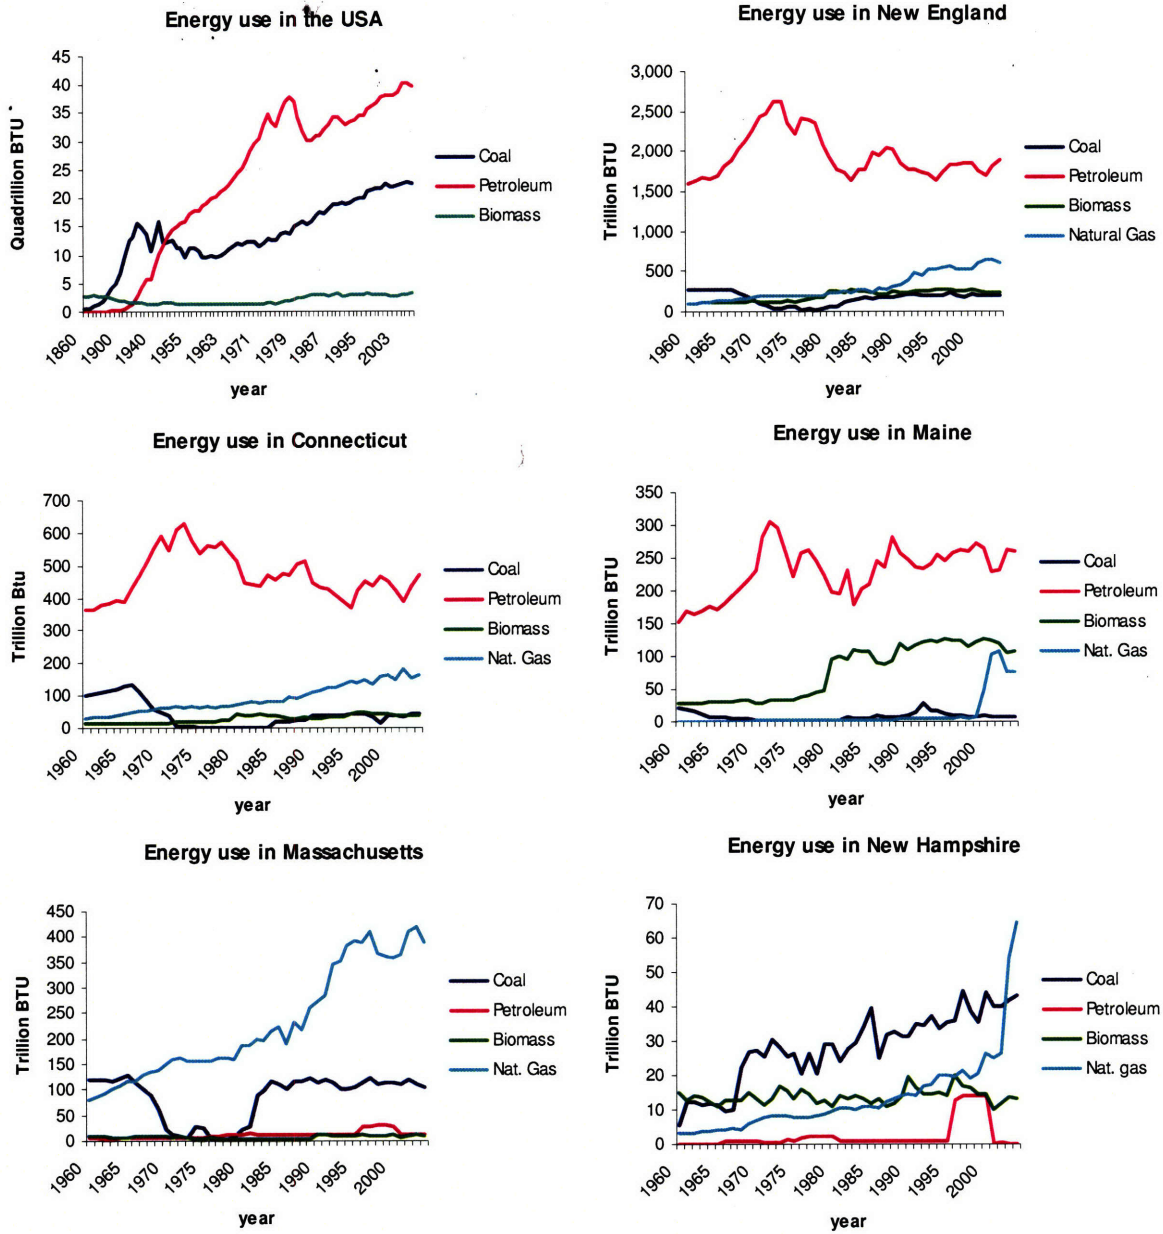 Energy use in the USA
45
40
35
30
25
20
15
10
5
0
Quadrillion BTU
1860
1900
1940
1955
1963
1971
1979
1987
1995
2003
year
Coal
Petroleum
Biomass
Energy use in New England
3,000
2,500
2,000
1,500
1,000
500
0
Trillion BTU
1960
1965
1970
1975
1980
1985
1990
1995
2000
year
Coal
Petroleum
Biomass
Natural Gas
Energy use in Connecticut
700
600
500
400
300
200
100
0
Trillion Btu
1960
1965
1970
1975
1980
1985
1990
1995
2000
year
Coal
Petroleum
Biomass
Nat. Gas
Energy use in Maine
350
300
250
200
150
100
50
0
Trillion BTU
1960
1965
1970
1975
1980
1985
1990
1995
2000
year
Coal
Petroleum
Biomass
Nat. Gas
Energy use in Massachusetts
450
400
350
300
250
200
150
100
50
0
Trillion BTU
1960
1965
1970
1975
1980
1985
1990
1995
2000
year
Coal
Petroleum
Biomass
Nat. Gas
Energy use in New Hampshire
70
60
50
40
30
20
10
0
Trillion BTU
1960
1965
1970
1975
1980
1985
1990
1995
2000
year
Coal
Petroleum
Biomass
Nat. gas